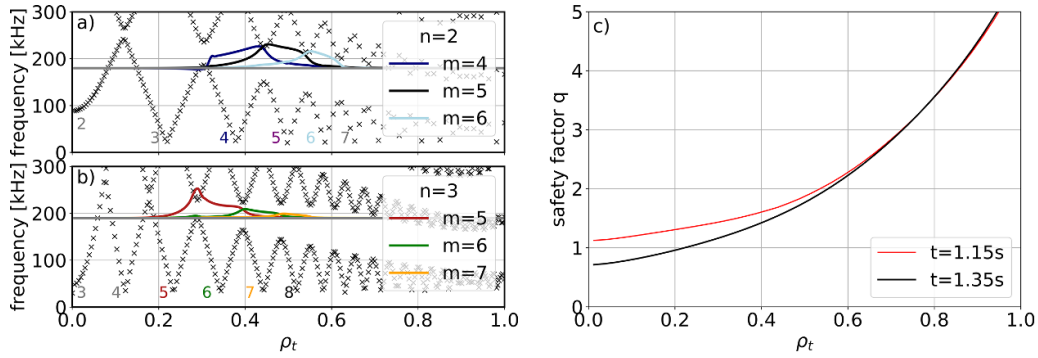 a)
frequency [kHz]
300
200
100
0
n=2
m=4
m=5
m=6
2 3 4 5 6 7
b)
frequency [kHz]
300
200
100
0
n=3
m=5
m=6
m=7
3 4 5 6 7 8
0.0 0.2 0.4 0.6 0.8 1.0
ρt
c)
safety factor q
5
4
3
2
1
0
t=1.15s
t=1.35s
0.0 0.2 0.4 0.6 0.8 1.0
ρt